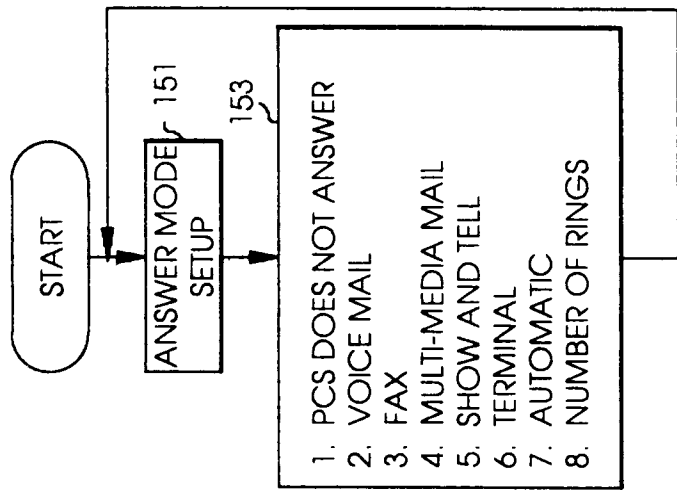 START
ANSWER MODE
SETUP
151
153
1. PCS DOES NOT ANSWER
2. VOICE MAIL
3. FAX
4. MULTI-MEDIA MAIL
5. SHOW AND TELL
6. TERMINAL
7. AUTOMATIC
8. NUMBER OF RINGS